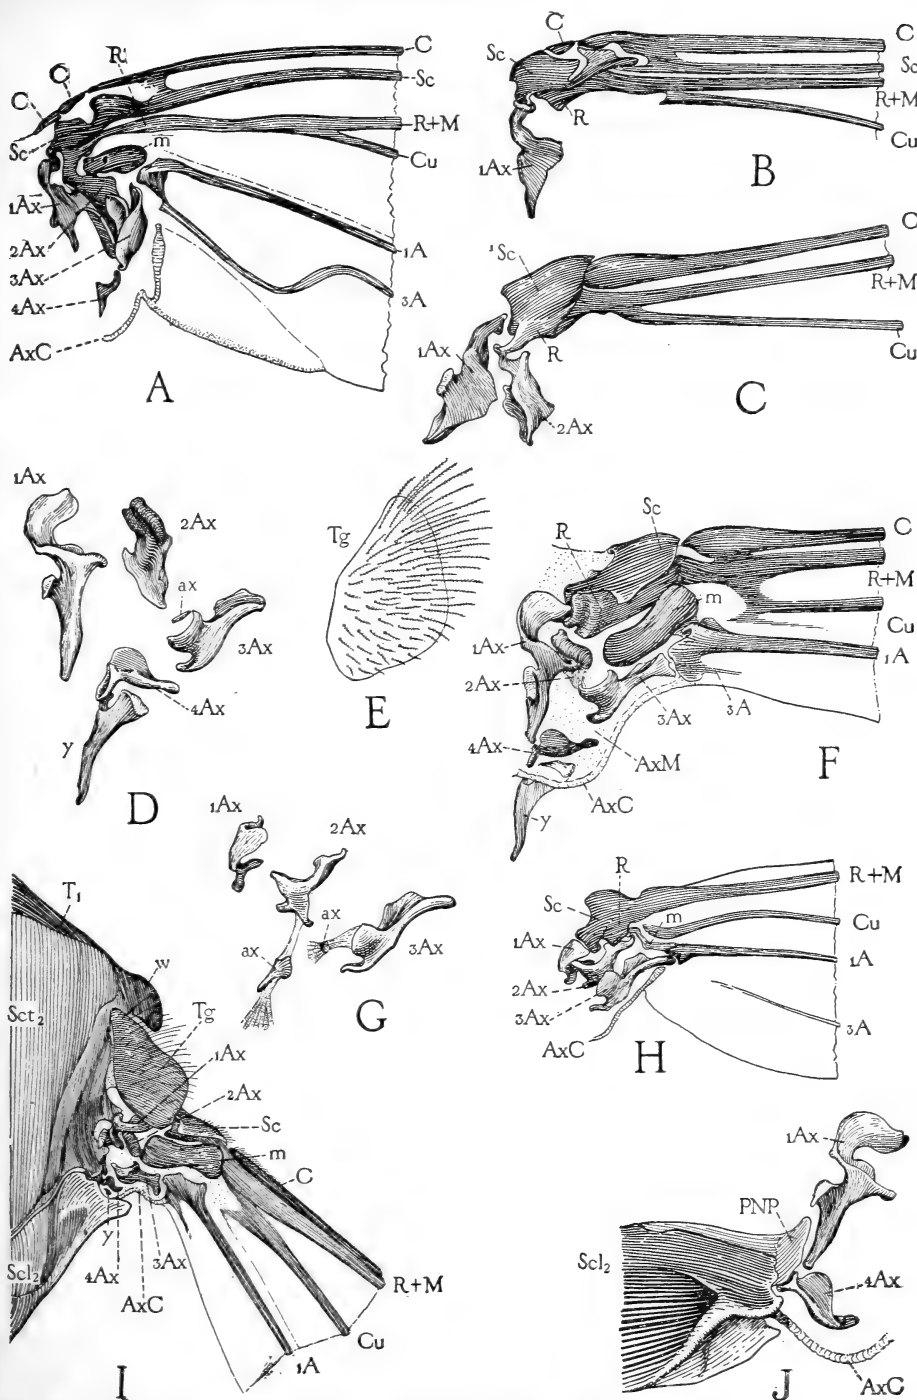 C
C
R
C
Sc
R+M
Cu
Sc
m
1Ax
2Ax
3Ax
4Ax
AxC
1A
3A
A
C
Sc
C
Sc
R+M
Cu
R
1Ax
B
C
R+M
Cu
1Sc
R
1Ax
2Ax
C
1Ax
2Ax
ax
3Ax
4Ax
y
D
Tg
E
Sc
R
C
R+M
m
Cu
1A
1Ax
2Ax
3Ax
3A
4Ax
AxM
AxC
y
F
1Ax
2Ax
ax
ax
3Ax
G
R
R+M
Sc
m
Cu
1Ax
1A
2Ax
3Ax
3A
AxC
H
T1
w
Sct2
Tg
1Ax
2Ax
Sc
m
C
y
3Ax
4Ax
Scl2
AxC
R+M
Cu
1A
I
1Ax
PNP
Scl2
4Ax
AxC
J